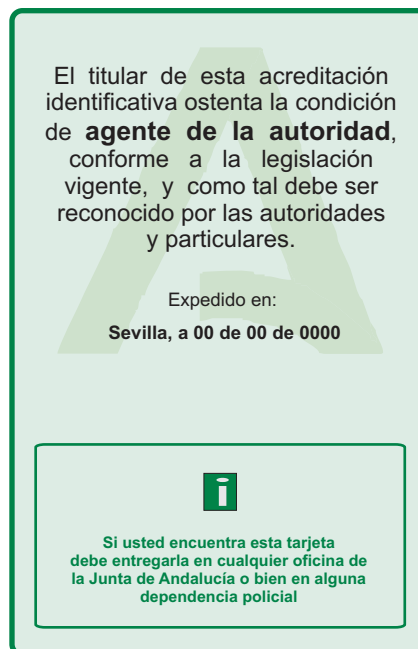 El titular de esta acreditación
identificativa ostenta la condición
de agente de la autoridad,
conforme a la legislación
vigente, y como tal debe ser
reconocido por las autoridades
y particulares.
Expedido en:
Sevilla, a 00 de 00 de 0000
i
Si usted encuentra esta tarjeta
debe entregarla en cualquier oficina de
la Junta de Andalucía o bien en alguna
dependencia policial